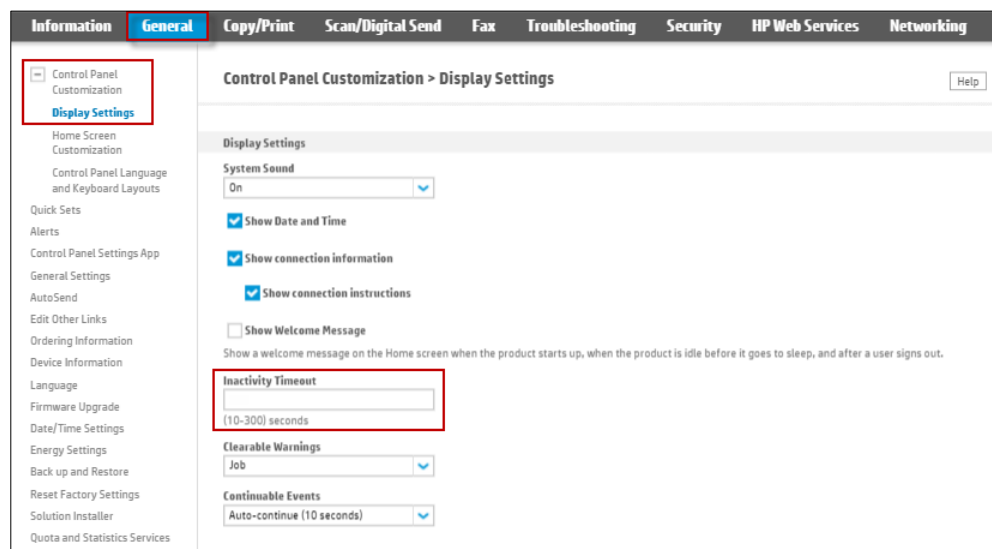 Information General Copy/Print Scan/Digital Send Fax Troubleshooting Security HP Web Services Networking
Control Panel
Customization
Display Settings
Home Screen
Customization
Control Panel Language
and Keyboard Layouts
Quick Sets
Alerts
Control Panel Settings App
General Settings
AutoSend
Edit Other Links
Ordering Information
Device Information
Language
Firmware Upgrade
Date/Time Settings
Energy Settings
Back up and Restore
Reset Factory Settings
Solution Installer
Quota and Statistics Services
Control Panel Customization > Display Settings
Help
Display Settings
System Sound
On
Show Date and Time
Show connection information
Show connection instructions
Show Welcome Message
Show a welcome message on the Home screen when the product starts up, when the product is idle before it goes to sleep, and after a user signs out.
Inactivity Timeout
(10-300) seconds
Clearable Warnings
Job
Continuable Events
Auto-continue (10 seconds)